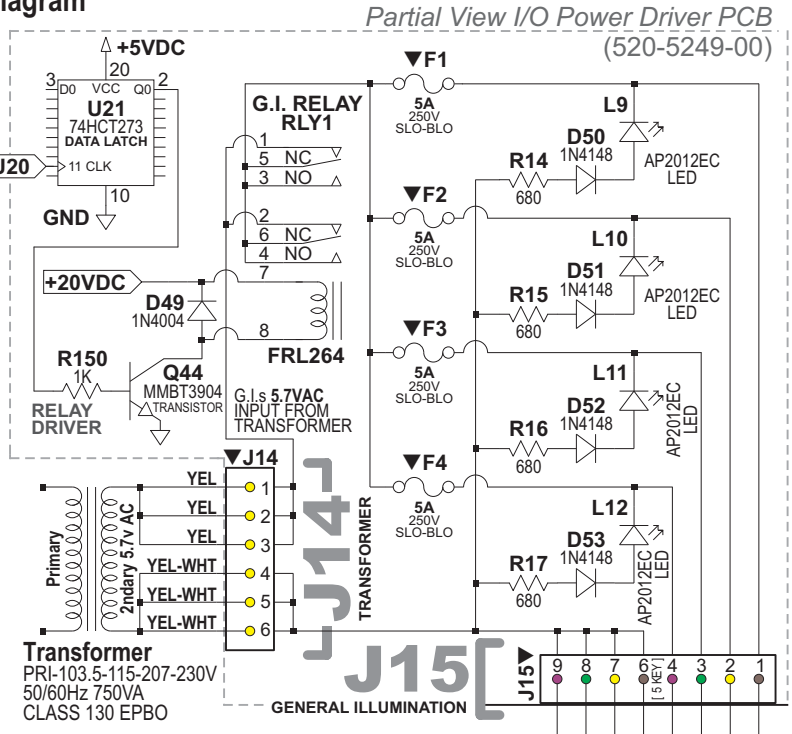 agram
Partial View I/O Power Driver PCB
(520-5249-00)
+5VDC
20
3 D0 VCC Q0 2
U21
74HCT273
DATA LATCH
J20
11 CLK
10
GND
+20VDC
D49
1N4004
R150
1K
RELAY
DRIVER
Q44
MMBT3904
TRANSISTOR
G.I. RELAY
RLY1
1
5 NC
3 NO
2
6 NC
4 NO
7
8
FRL264
G.I.s 5.7VAC
INPUT FROM
TRANSFORMER
▼F1
5A
250V
SLO-BLO
L9
D50
1N4148
R14
680
AP2012EC
LED
▼F2
5A
250V
SLO-BLO
L10
D51
1N4148
R15
680
AP2012EC
LED
▼F3
5A
250V
SLO-BLO
L11
D52
1N4148
R16
680
AP2012EC
LED
▼F4
5A
250V
SLO-BLO
L12
D53
1N4148
R17
680
AP2012EC
LED
▼J14
YEL 1
YEL 2
YEL 3
YEL-WHT 4
YEL-WHT 5
YEL-WHT 6
J14
TRANSFORMER
Primary
2ndary 5.7v AC
Transformer
PRI-103.5-115-207-230V
50/60Hz 750VA
CLASS 130 EPBO
J15
GENERAL ILLUMINATION
J15▼
9 8 7 6 [ 5 KEY ] 4 3 2 1